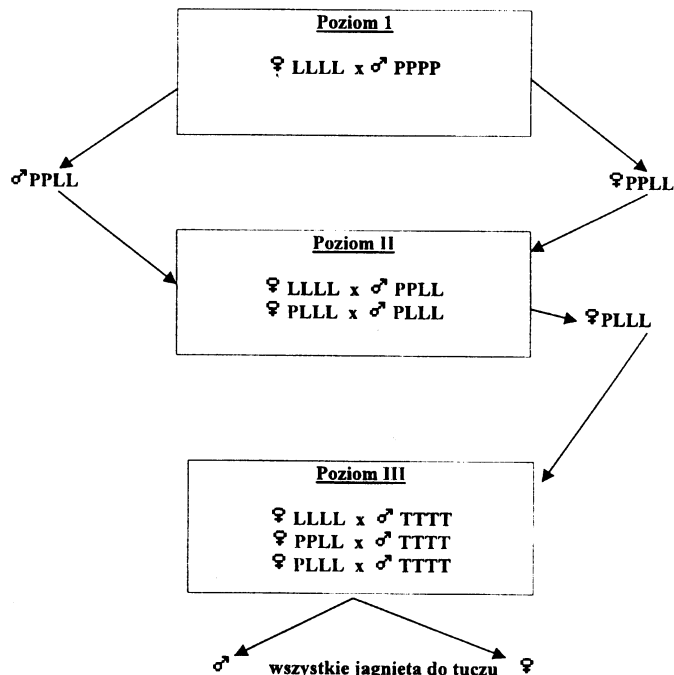 Poziom 1
♀ LLLL x ♂ PPPP
♂PPLL
♀PPLL
Poziom II
♀ LLLL x ♂ PPLL
♀ PLLL x ♂ PLLL
♀PLLL
Poziom III
♀ LLLL x ♂ TTTT
♀ PPLL x ♂ TTTT
♀ PLLL x ♂ TTTT
♂ wszystkie jagnięta do tuczu ♀